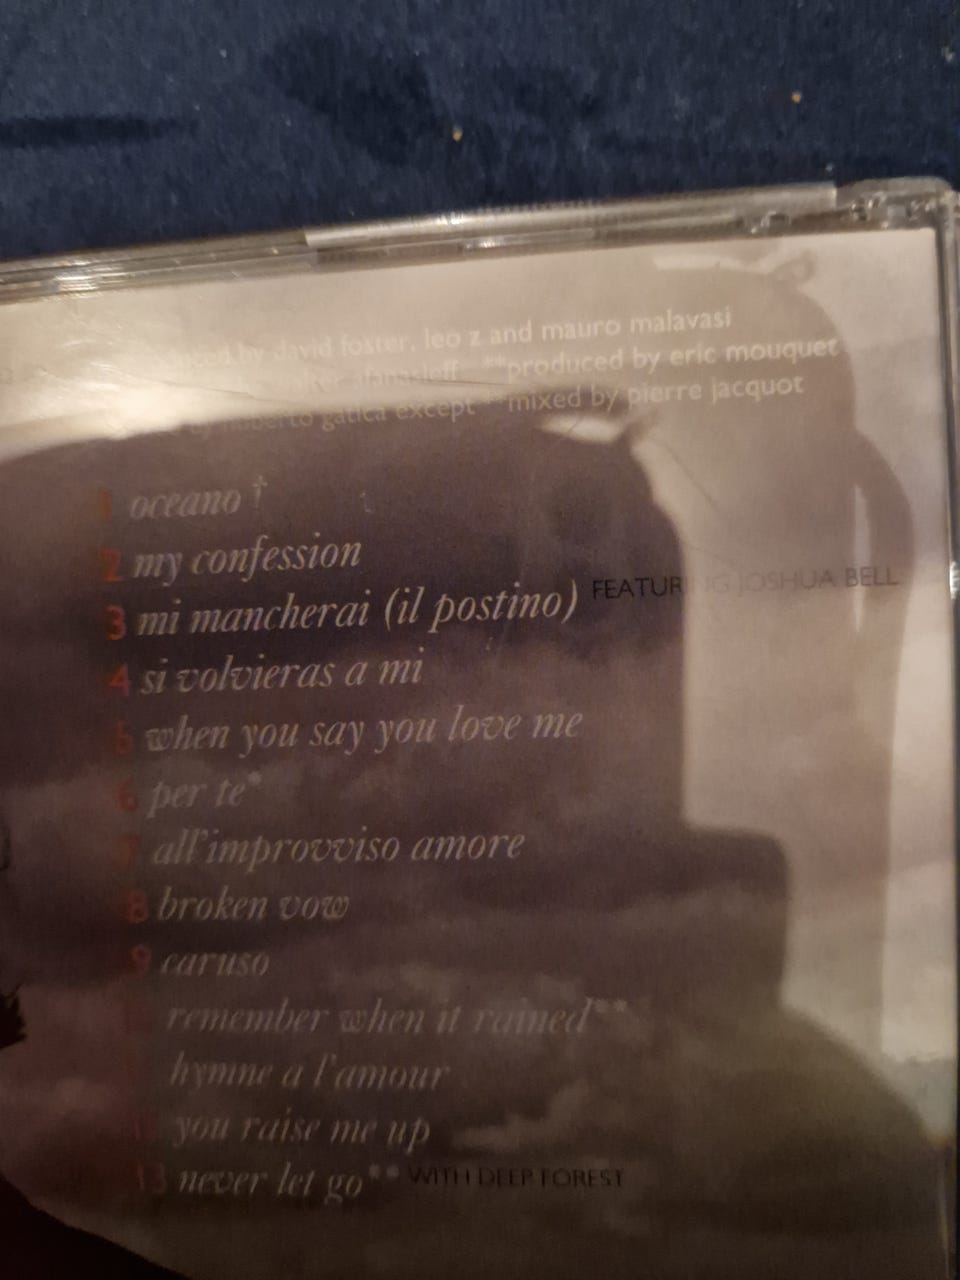 by david foster, leo z and mauro malavasi
afanasieff **produced by eric mouquet
humberto gatica except **mixed by pierre jacquot
1 oceano †
2 my confession
3 mi mancherai (il postino) FEATURING JOSHUA BELL
4 si volvieras a mi
5 when you say you love me
6 per te*
7 all'improvviso amore
8 broken vow
9 caruso
remember when it rained**
hymne a l'amour
you raise me up
13 never let go** WITH DEEP FOREST